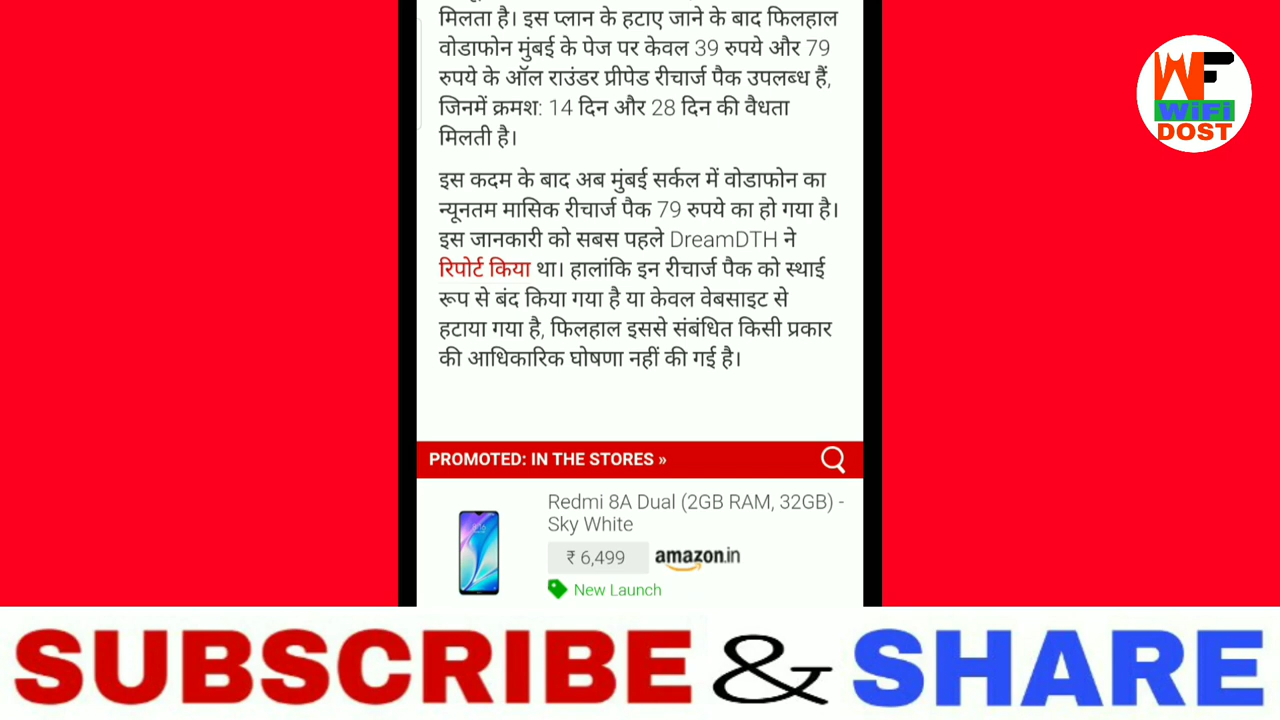 मिलता है। इस प्लान के हटाए जाने के बाद फिलहाल
वोडाफोन मुंबई के पेज पर केवल 39 रुपये और 79
रुपये के ऑल राउंडर प्रीपेड रीचार्ज पैक उपलब्ध हैं,
जिनमें क्रमश: 14 दिन और 28 दिन की वैधता
मिलती है।
इस कदम के बाद अब मुंबई सर्कल में वोडाफोन का
न्यूनतम मासिक रीचार्ज पैक 79 रुपये का हो गया है।
इस जानकारी को सबस पहले DreamDTH ने
रिपोर्ट किया था। हालांकि इन रीचार्ज पैक को स्थाई
रूप से बंद किया गया है या केवल वेबसाइट से
हटाया गया है, फिलहाल इससे संबंधित किसी प्रकार
की आधिकारिक घोषणा नहीं की गई है।
PROMOTED: IN THE STORES »
Redmi 8A Dual (2GB RAM, 32GB) -
Sky White
₹ 6,499 amazon.in
New Launch
WF
WiFi
DOST
SUBSCRIBE & SHARE